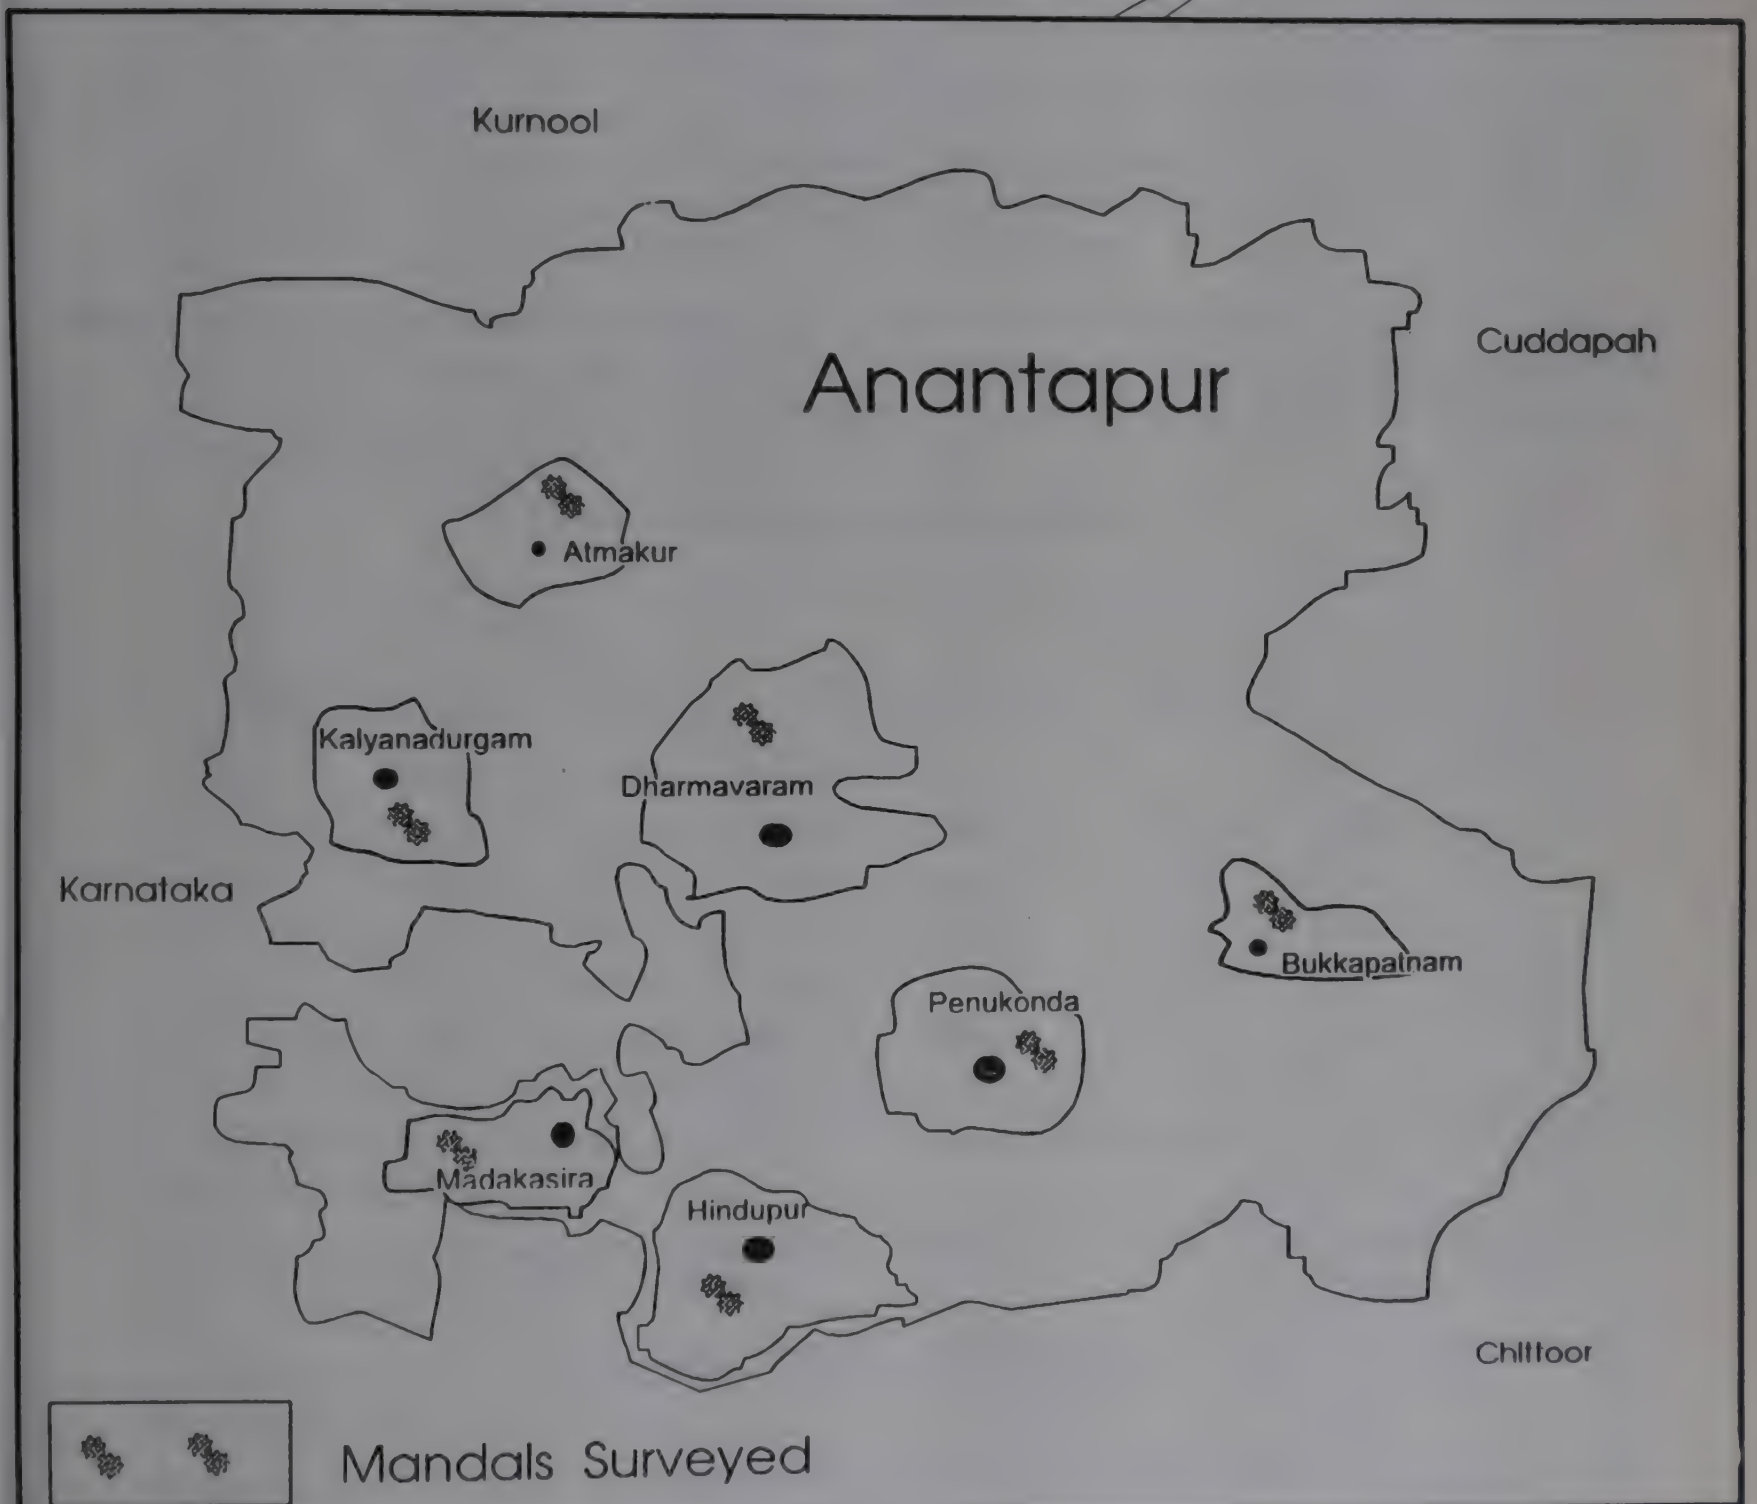 Kurnool
Cuddapah
Anantapur
Atmakur
Kalyanadurgam
Dharmavaram
Karnataka
Bukkapatnam
Penukonda
Madakasira
Hindupur
Chittoor
Mandals Surveyed